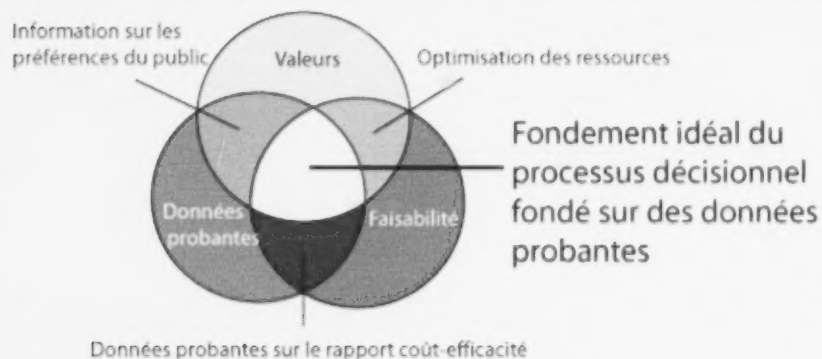 Information sur les
préférences du public
Valeurs
Optimisation des ressources
Fondement idéal du
processus décisionnel
fondé sur des données
probantes
Données
probantes
Faisabilité
Données probantes sur le rapport coût-efficacité